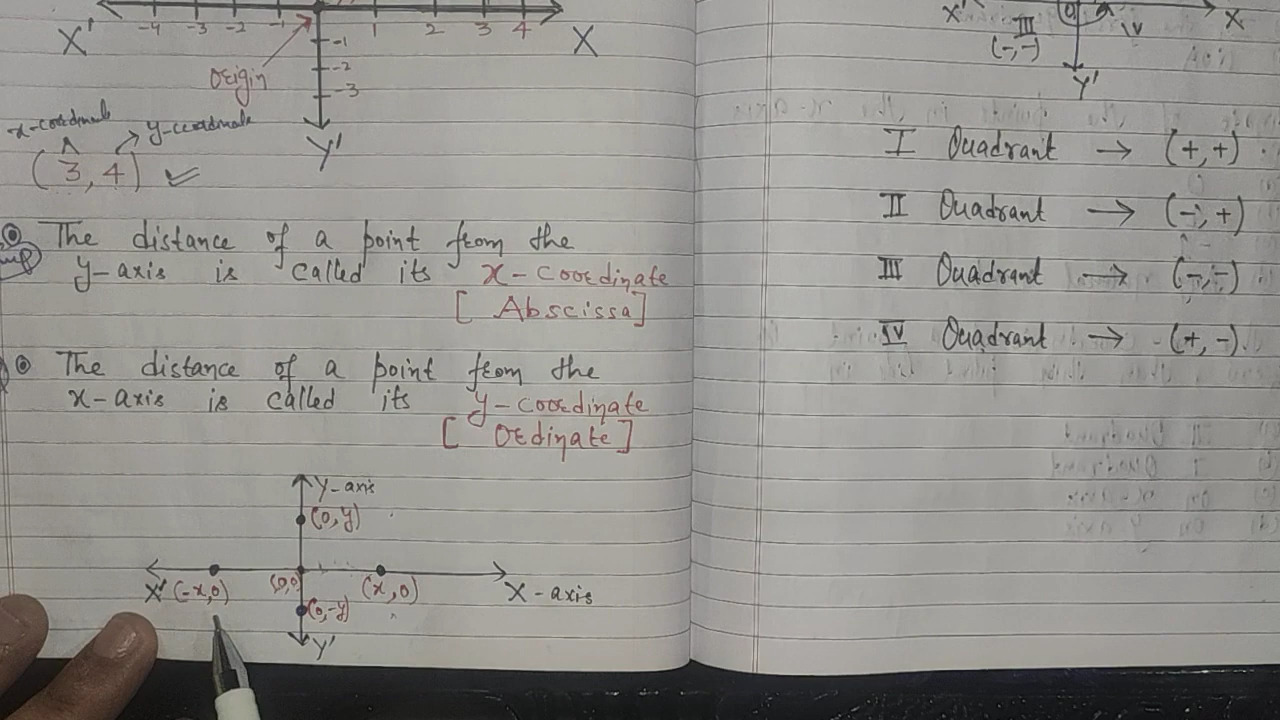 -4 -3 -2 -1 1 2 3 4
X' X
-1
Origin
-2
-3
Y'
x-coordinate
y-coordinate
(3, 4)
The distance of a point from the
y-axis is called its x-coordinate
[Abscissa]
The distance of a point from the
x-axis is called its y-coordinate
[Ordinate]
Y-axis
(0,y)
X' (-x,0) (0,0) (x,0) X-axis
(0,-y)
Y'
X' X
III IV
(-,-)
Y'
I Quadrant → (+,+)
II Quadrant → (-,+)
III Quadrant → (-,-)
IV Quadrant → (+,-)